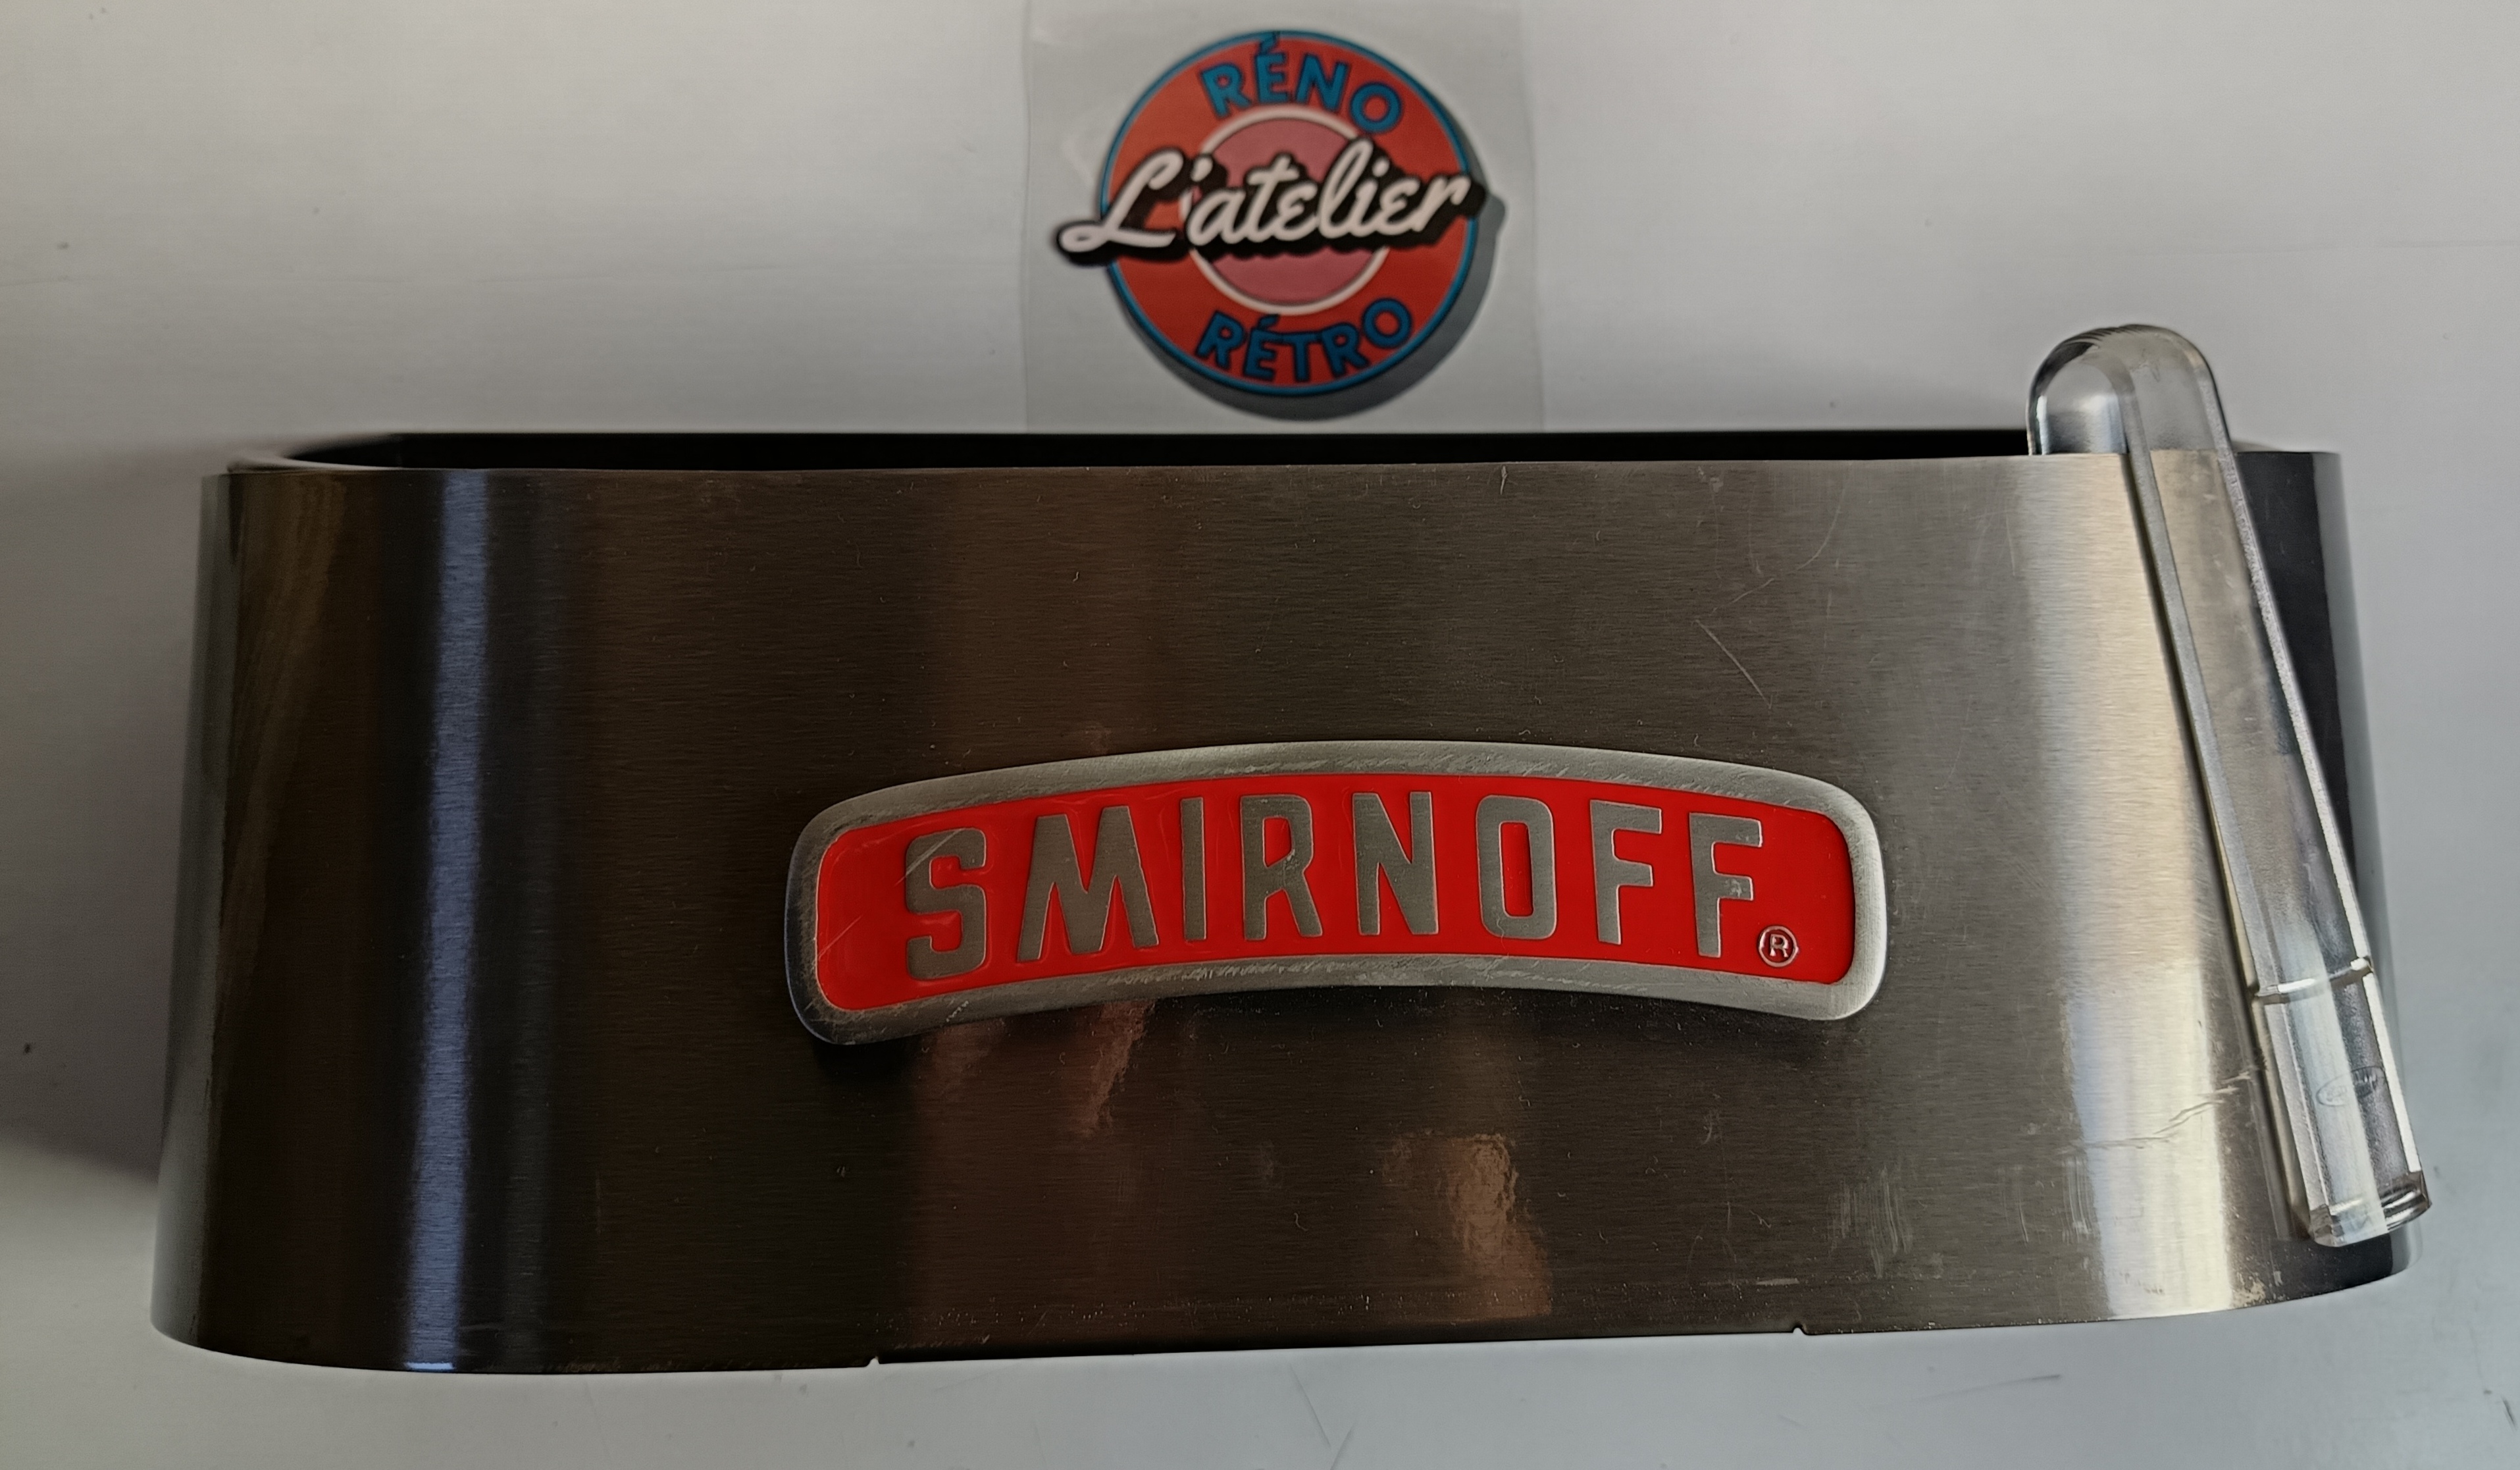 RÉNO
L'atelier
RÉTRO
SMIRNOFF®